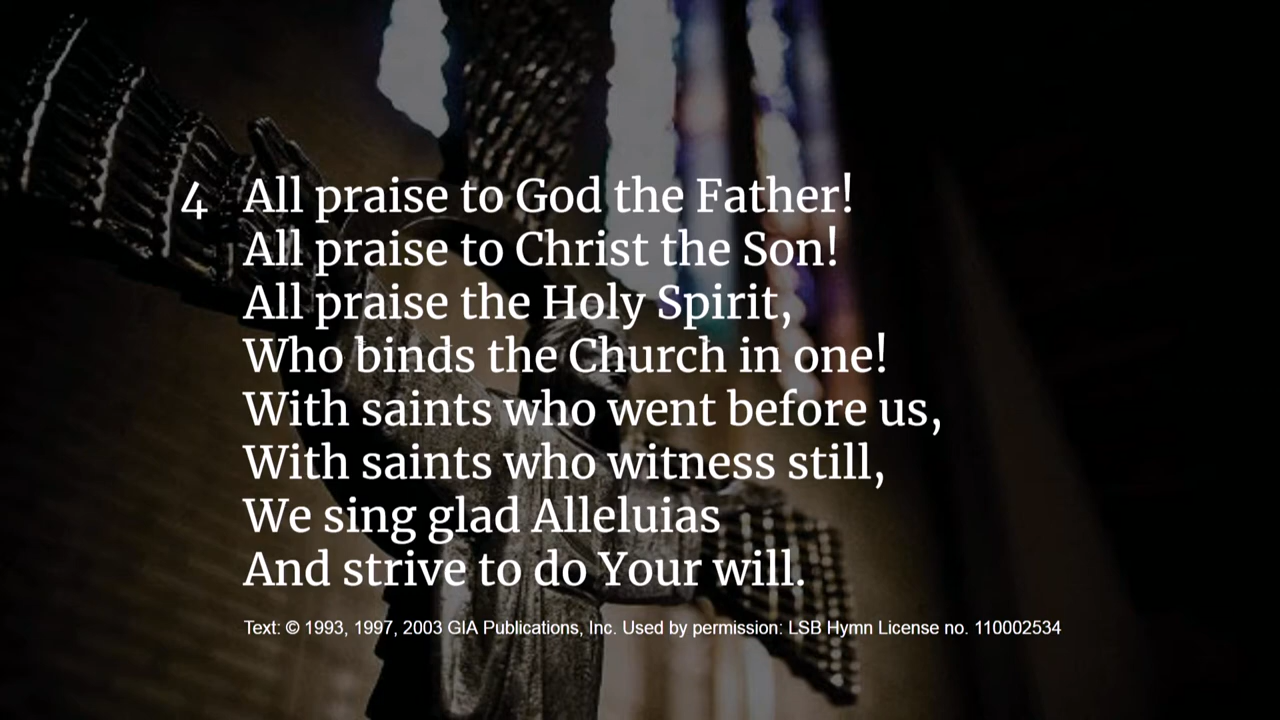 4 All praise to God the Father!
All praise to Christ the Son!
All praise the Holy Spirit,
Who binds the Church in one!
With saints who went before us,
With saints who witness still,
We sing glad Alleluias
And strive to do Your will.
Text: © 1993, 1997, 2003 GIA Publications, Inc. Used by permission: LSB Hymn License no. 110002534